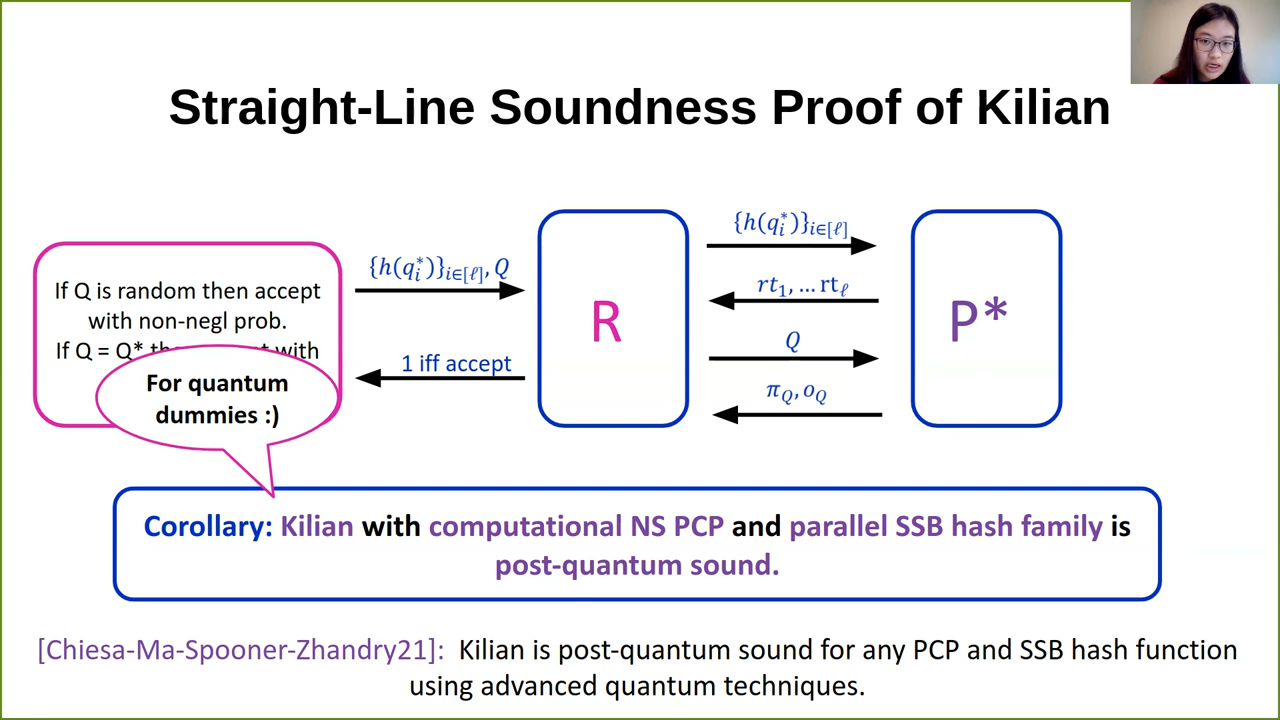 Straight-Line Soundness Proof of Kilian
If Q is random then accept
with non-negl prob.
If Q = Q* with
For quantum
dummies :)
{h(q_i^*)}_{i∈[ℓ]}, Q
1 iff accept
R
{h(q_i^*)}_{i∈[ℓ]}
rt_1, … rt_ℓ
Q
π_Q, o_Q
P*
Corollary: Kilian with computational NS PCP and parallel SSB hash family is
post-quantum sound.
[Chiesa-Ma-Spooner-Zhandry21]: Kilian is post-quantum sound for any PCP and SSB hash function
using advanced quantum techniques.